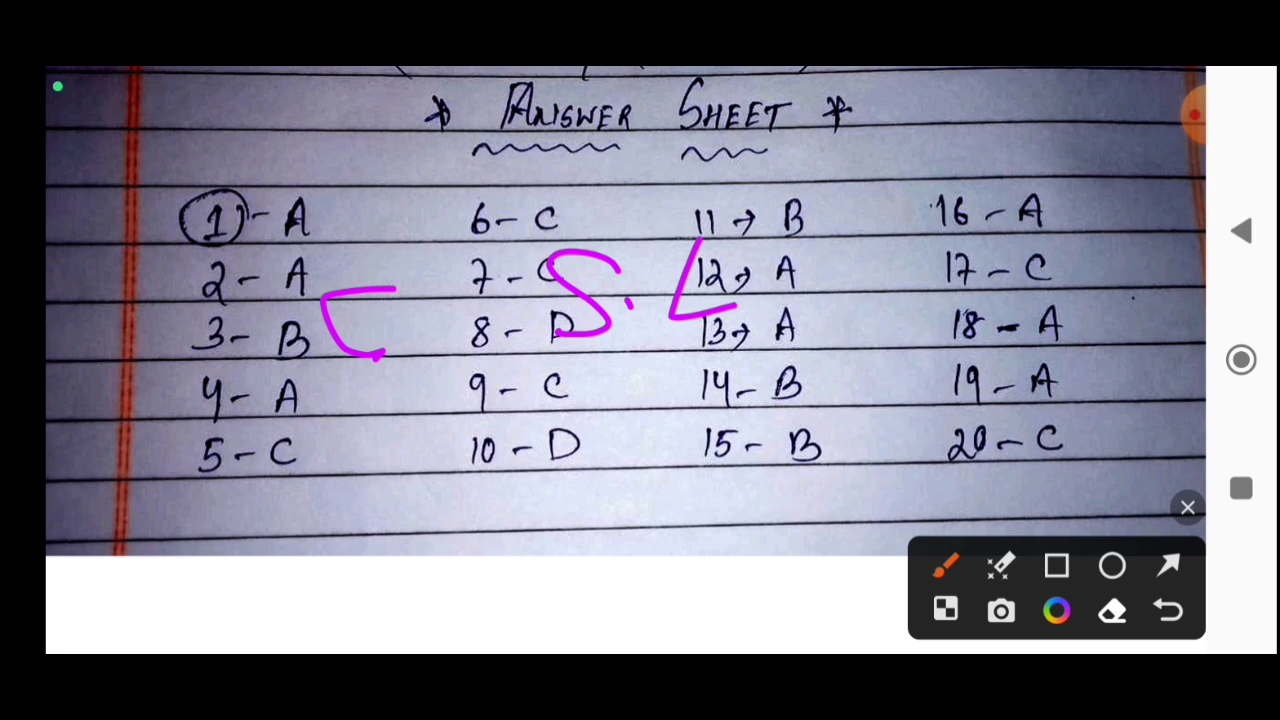 * ANSWER SHEET *
1 - A 6 - C 11 → B 16 - A
2 - A 7 - C 12 → A 17 - C
3 - B 8 - D 13 → A 18 - A
4 - A 9 - C 14 - B 19 - A
5 - C 10 - D 15 - B 20 - C
S. L